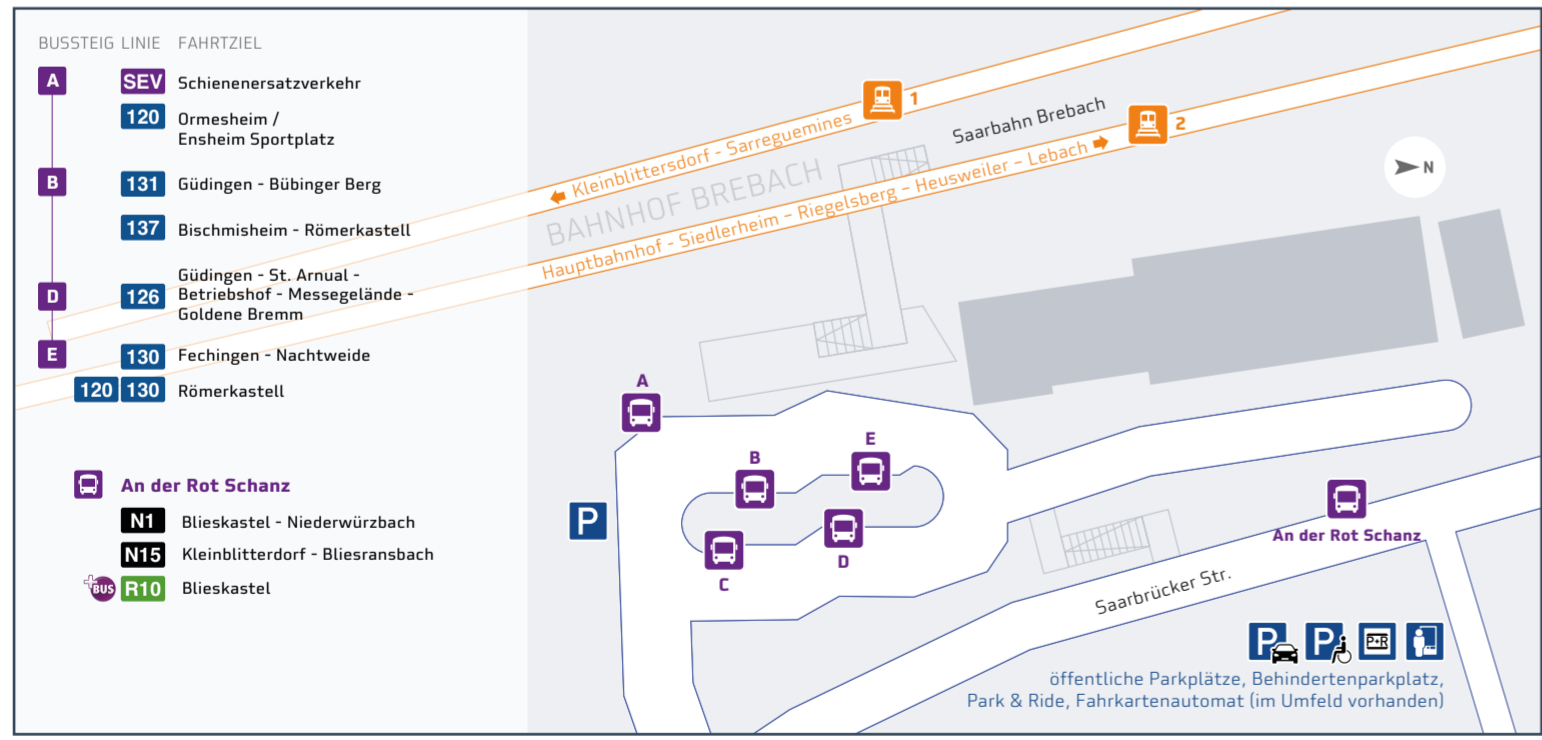 BUSSTEIG LINIE FAHRTZIEL
A SEV Schienenersatzverkehr
120 Ormesheim /
Ensheim Sportplatz
B 131 Güdingen - Bübinger Berg
137 Bischmisheim - Römerkastell
Güdingen - St. Arnual -
D 126 Betriebshof - Messegelände -
Goldene Bremm
E 130 Fechingen - Nachtweide
120 130 Römerkastell
An der Rot Schanz
N1 Blieskastel - Niederwürzbach
N15 Kleinblitterdorf - Bliesransbach
+BUS R10 Blieskastel
1
Kleinblittersdorf - Sarreguemines
Saarbahn Brebach
2
BAHNHOF BREBACH
Hauptbahnhof - Siedlerheim - Riegelsberg - Heusweiler - Lebach
N
A
B
E
P
C
D
An der Rot Schanz
Saarbrücker Str.
P P P+R
öffentliche Parkplätze, Behindertenparkplatz,
Park & Ride, Fahrkartenautomat (im Umfeld vorhanden)